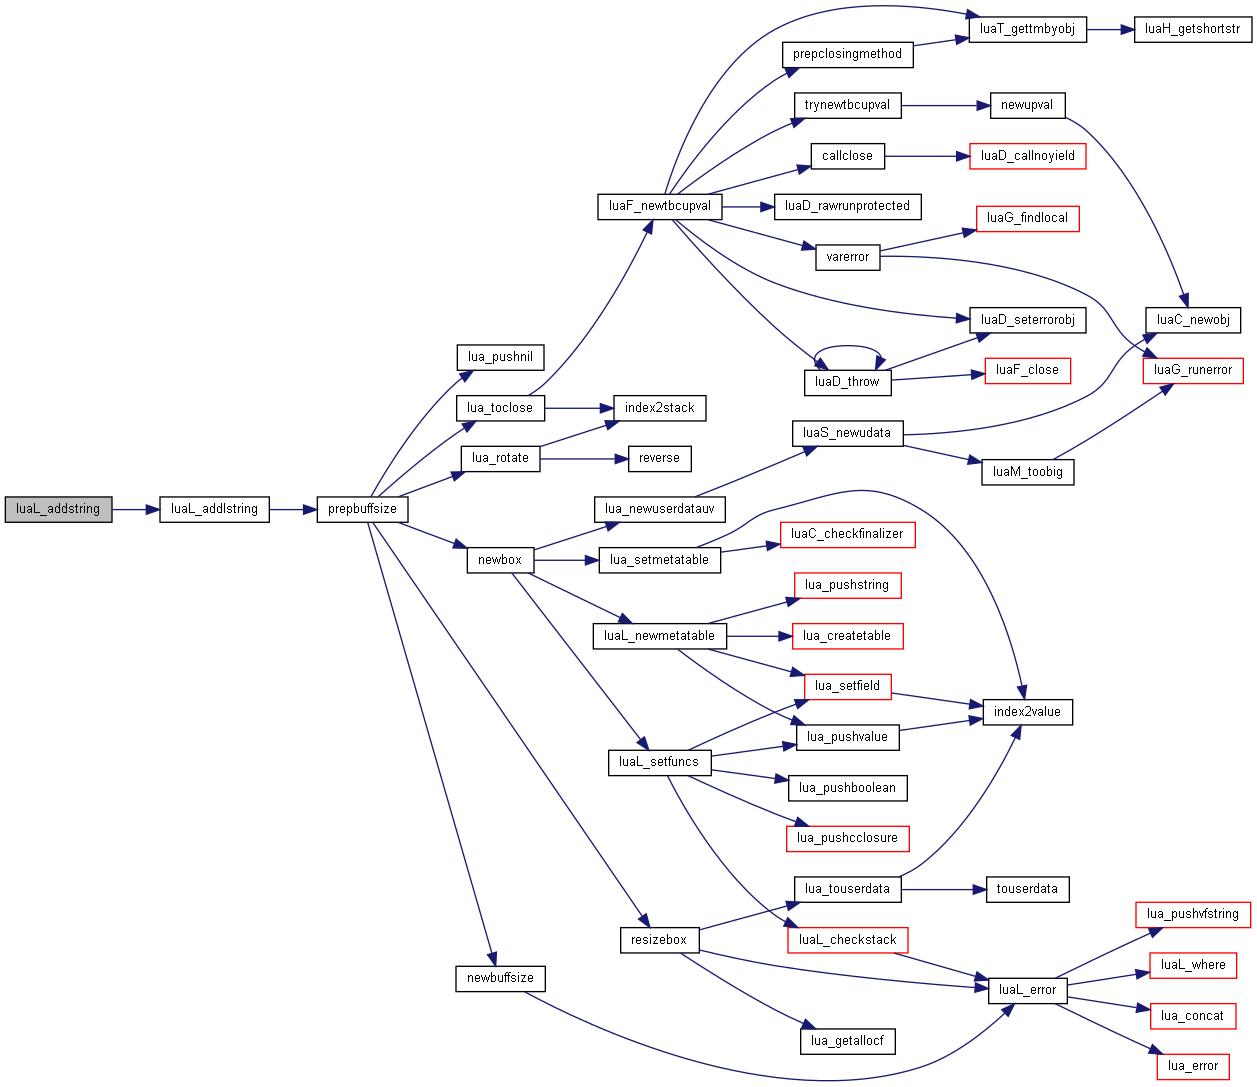 luaT_gettmbyobj
luaH_getshortstr
prepclosingmethod
trynewtbcupval
newupval
callclose
luaD_callnoyield
luaF_newtbcupval
luaD_rawrunprotected
luaG_findlocal
varerror
luaD_seterrorobj
luaC_newobj
lua_pushnil
luaD_throw
luaF_close
luaG_runerror
lua_toclose
index2stack
luaS_newudata
lua_rotate
reverse
luaM_toobig
luaL_addstring
luaL_addlstring
prepbuffsize
lua_newuserdatauv
newbox
lua_setmetatable
luaC_checkfinalizer
lua_pushstring
luaL_newmetatable
lua_createtable
lua_setfield
index2value
lua_pushvalue
luaL_setfuncs
lua_pushboolean
lua_pushcclosure
lua_touserdata
touserdata
lua_pushvfstring
resizebox
luaL_checkstack
luaL_where
newbuffsize
luaL_error
lua_concat
lua_getallocf
lua_error